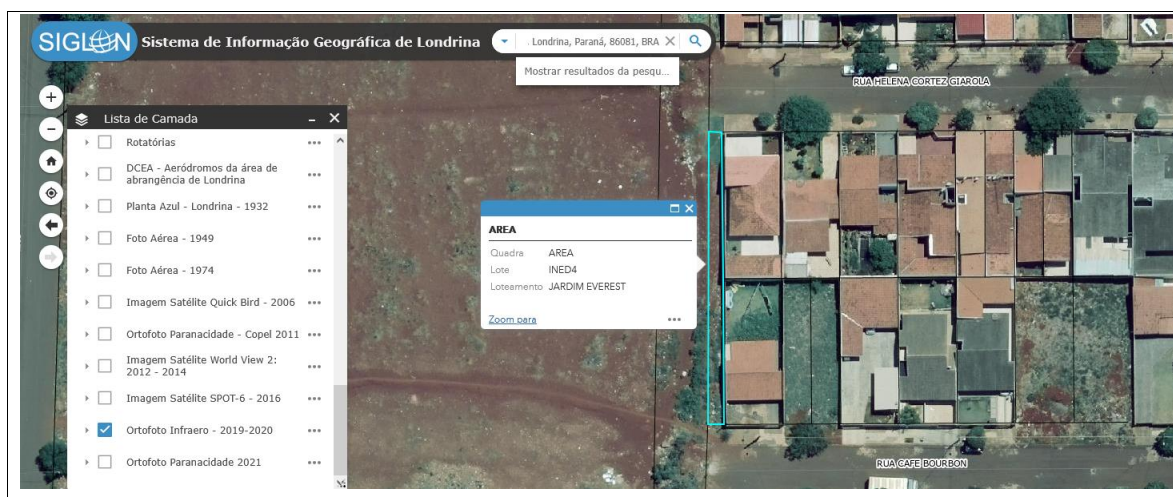 SIGLON Sistema de Informação Geográfica de Londrina
. Londrina, Paraná, 86081, BRA
Mostrar resultados da pesqu...
RUA HELENA CORTEZ GIAROLA
Lista de Camada
Rotatórias
DCEA - Aeródromos da área de
abrangência de Londrina
Planta Azul - Londrina - 1932
Foto Aérea - 1949
Foto Aérea - 1974
Imagem Satélite Quick Bird - 2006
Ortofoto Paranacidade - Copel 2011
Imagem Satélite World View 2:
2012 - 2014
Imagem Satélite SPOT-6 - 2016
Ortofoto Infraero - 2019-2020
Ortofoto Paranacidade 2021
AREA
Quadra AREA
Lote INED4
Loteamento JARDIM EVEREST
Zoom para
RUA CAFE BOURBON